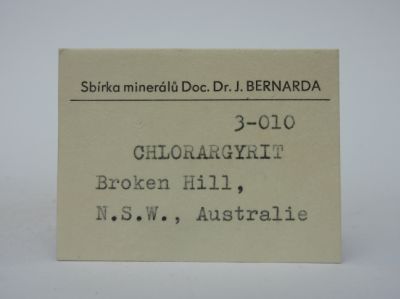 Sbírka minerálů Doc. Dr. J. BERNARDA
3-010
CHLORARGYRIT
Broken Hill,
N.S.W., Australie